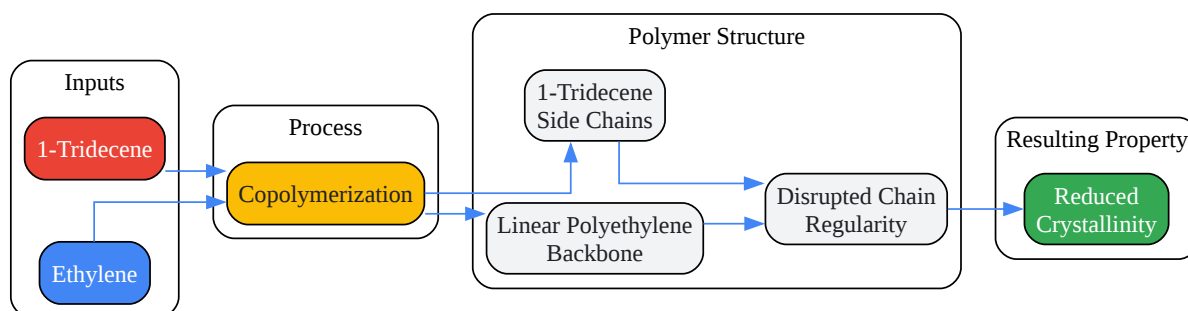 Inputs
1-Tridecene
Ethylene
Process
Copolymerization
Polymer Structure
1-Tridecene
Side Chains
Linear Polyethylene
Backbone
Disrupted Chain
Regularity
Resulting Property
Reduced
Crystallinity